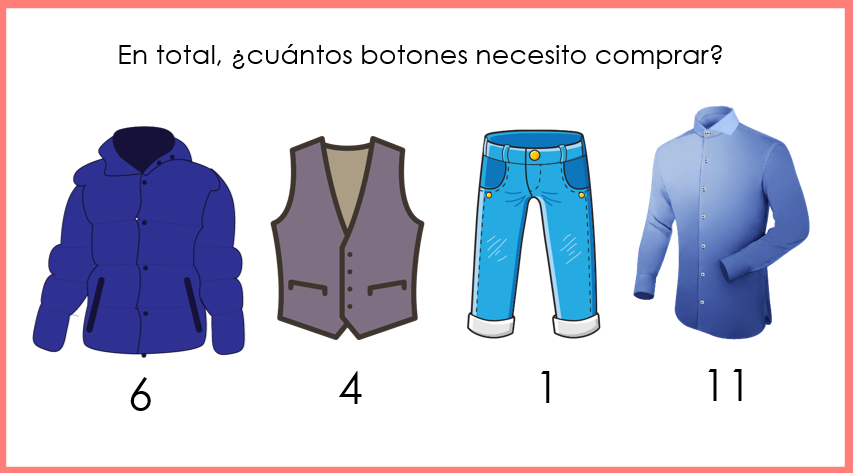 En total, ¿cuántos botones necesito comprar?
6 4 1 11